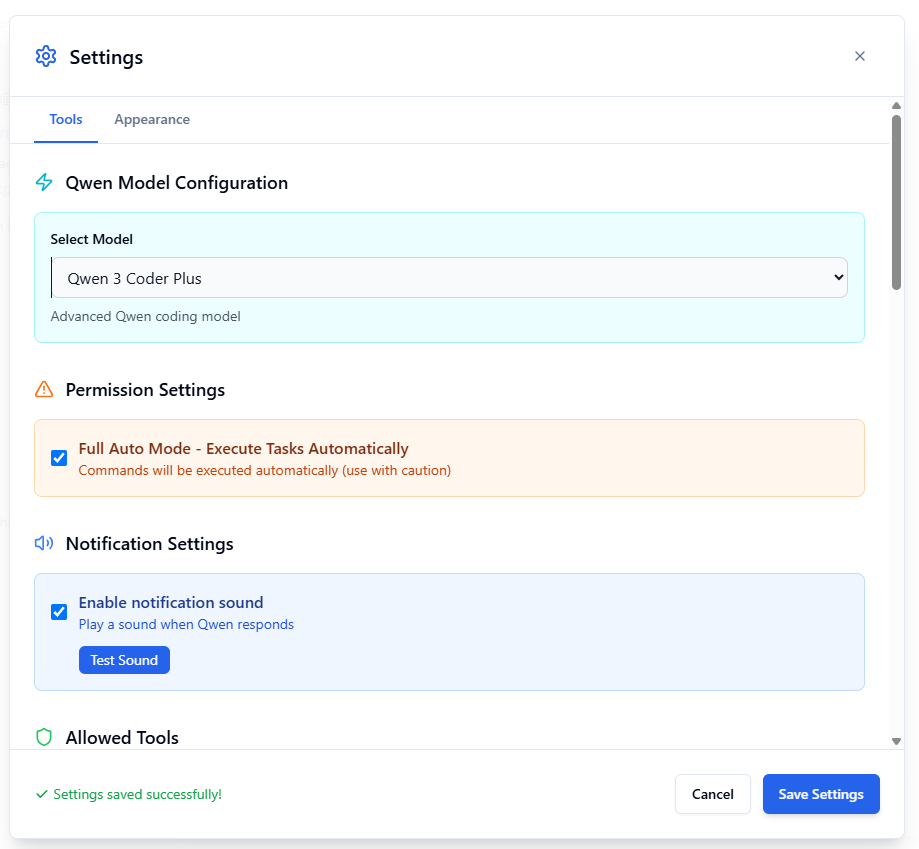 Settings
Tools
Appearance
Qwen Model Configuration
Select Model
Qwen 3 Coder Plus
Advanced Qwen coding model
Permission Settings
Full Auto Mode - Execute Tasks Automatically
Commands will be executed automatically (use with caution)
Notification Settings
Enable notification sound
Play a sound when Qwen responds
Test Sound
Allowed Tools
Settings saved successfully!
Cancel
Save Settings